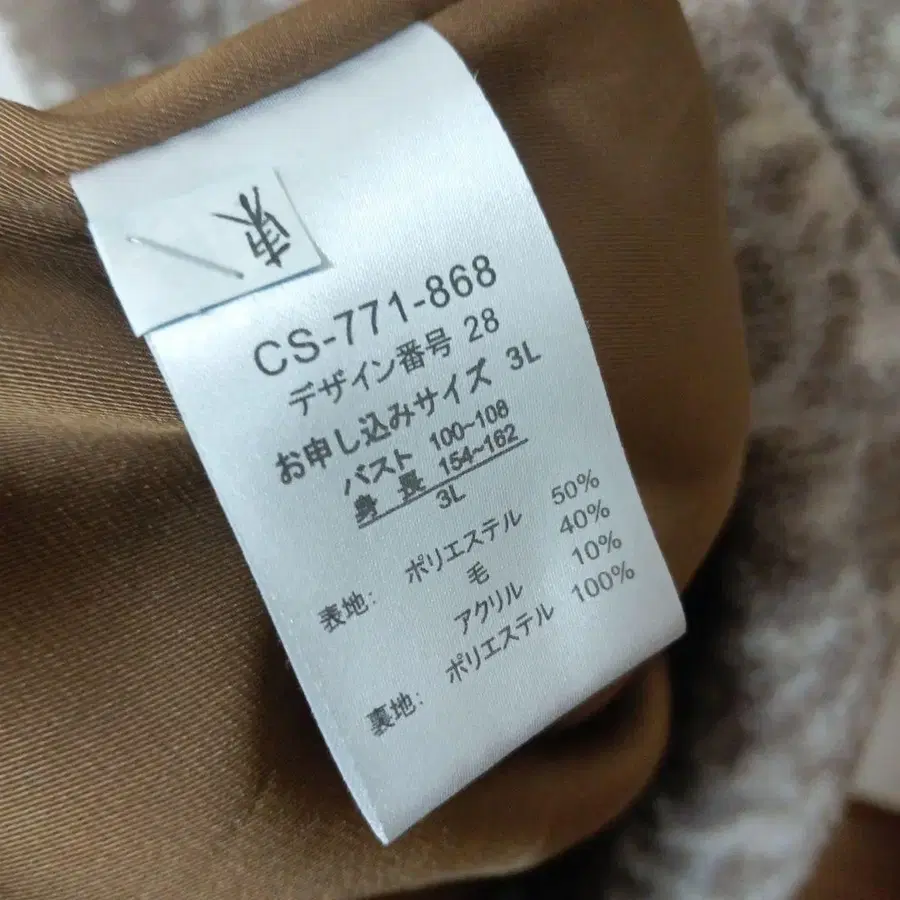 CS-771-868
デザイン番号 28
お申し込みサイズ 3L
バスト 100~108
身 長 154~162
3L
表地: ポリエステル 50%
毛 40%
アクリル 10%
裏地: ポリエステル 100%